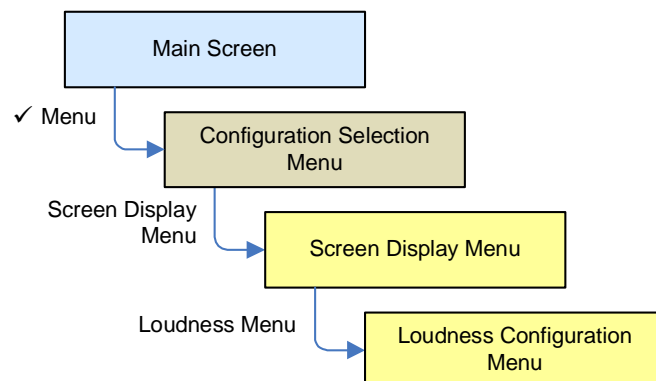 Main Screen
✓ Menu
Configuration Selection
Menu
Screen Display
Menu
Screen Display Menu
Loudness Menu
Loudness Configuration
Menu